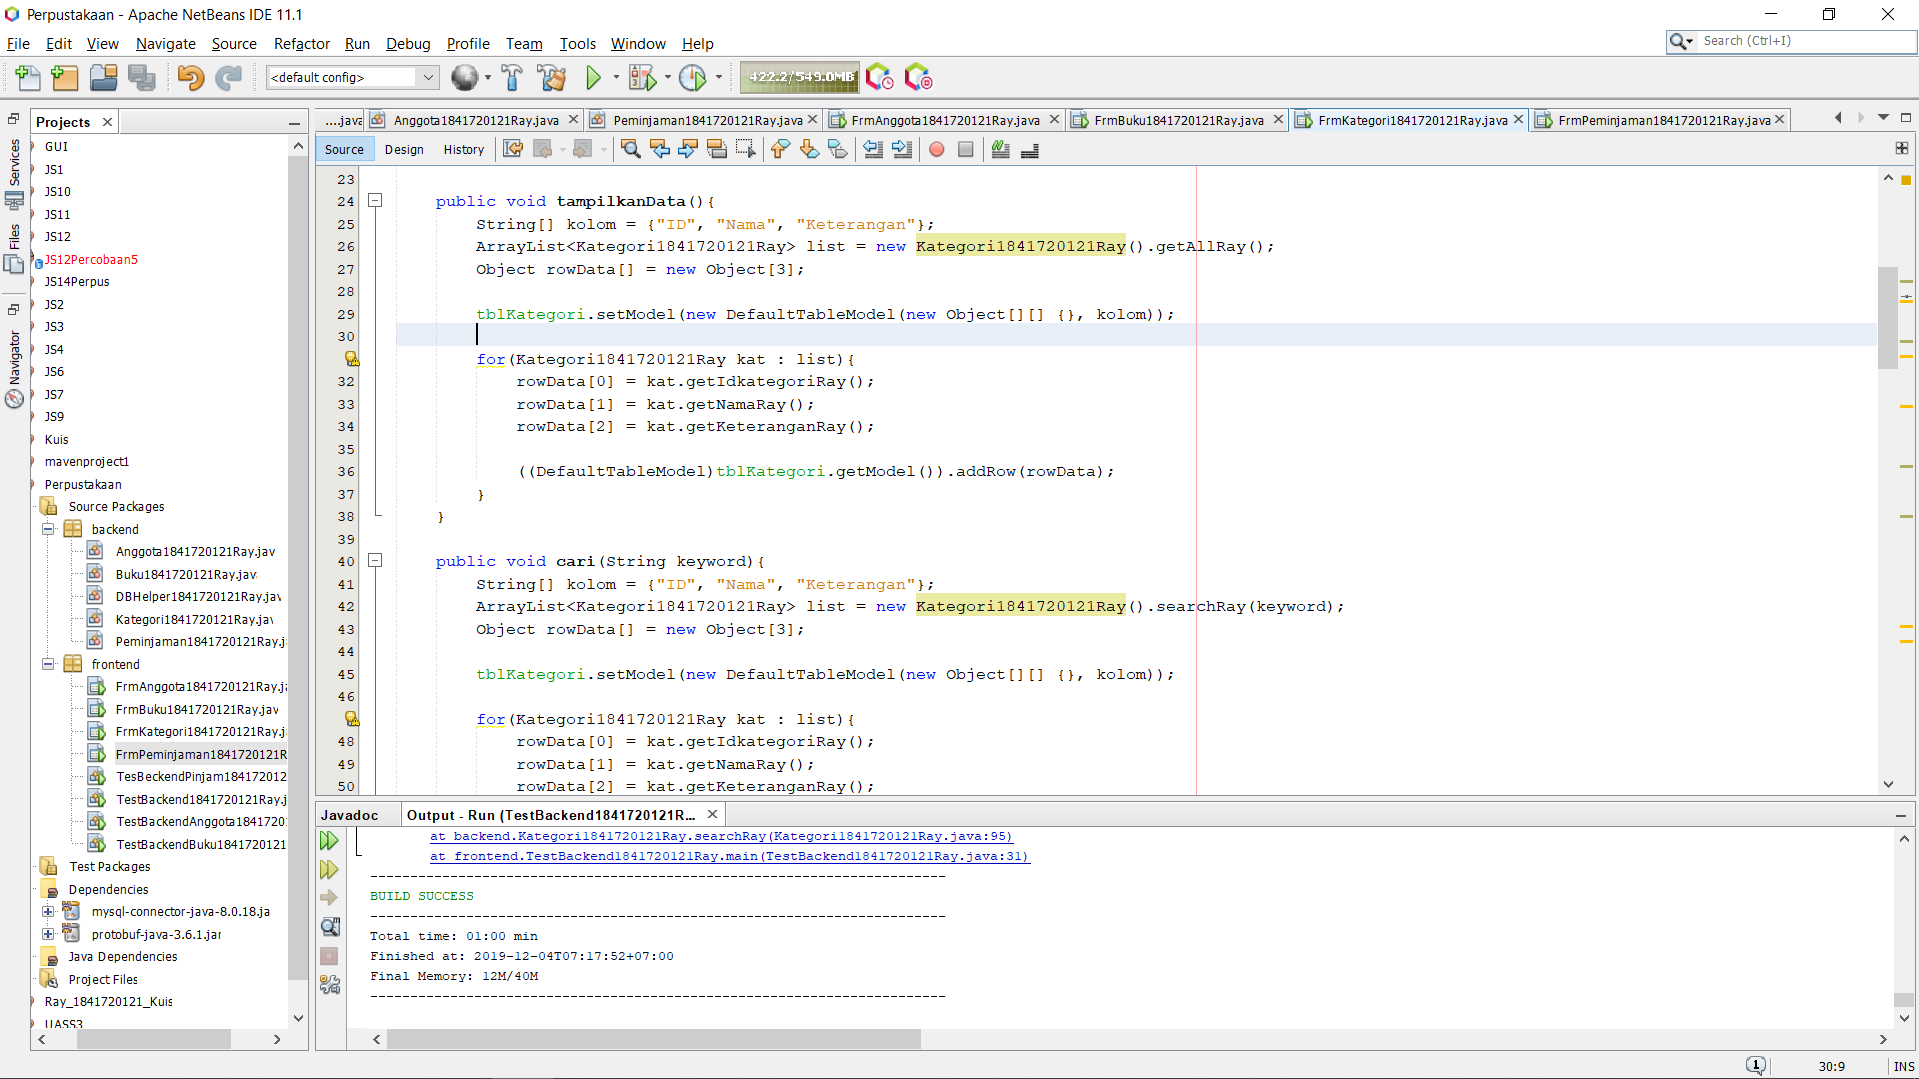 Perpustakaan - Apache NetBeans IDE 11.1
File Edit View Navigate Source Refactor Run Debug Profile Team Tools Window Help
Search (Ctrl+I)
<default config>
422.2/549.0MB
Projects
....java
Anggota1841720121Ray.java
Peminjaman1841720121Ray.java
FrmAnggota1841720121Ray.java
FrmBuku1841720121Ray.java
FrmKategori1841720121Ray.java
FrmPeminjaman1841720121Ray.java
Source Design History
Services
Files
Navigator
GUI
JS1
JS10
JS11
JS12
JS12Percobaan5
JS14Perpus
JS2
JS3
JS4
JS6
JS7
JS9
Kuis
mavenproject1
Perpustakaan
Source Packages
backend
Anggota1841720121Ray.jav
Buku1841720121Ray.java
DBHelper1841720121Ray.jav
Kategori1841720121Ray.jav
Peminjaman1841720121Ray.j
frontend
FrmAnggota1841720121Ray.j
FrmBuku1841720121Ray.jav
FrmKategori1841720121Ray.j
FrmPeminjaman1841720121R
TesBeckendPinjam184172012
TestBackend1841720121Ray.j
TestBackendAnggota184172O
TestBackendBuku1841720121
Test Packages
Dependencies
mysql-connector-java-8.0.18.ja
protobuf-java-3.6.1.jar
Java Dependencies
Project Files
Ray_1841720121_Kuis
UASS3
23
24 public void tampilkanData(){
25 String[] kolom = {"ID", "Nama", "Keterangan"};
26 ArrayList<Kategori1841720121Ray> list = new Kategori1841720121Ray().getAllRay();
27 Object rowData[] = new Object[3];
28
29 tblKategori.setModel(new DefaultTableModel(new Object[][] {}, kolom));
30
for(Kategori1841720121Ray kat : list){
32 rowData[0] = kat.getIdkategoriRay();
33 rowData[1] = kat.getNamaRay();
34 rowData[2] = kat.getKeteranganRay();
35
36 ((DefaultTableModel)tblKategori.getModel()).addRow(rowData);
37 }
38 }
39
40 public void cari(String keyword){
41 String[] kolom = {"ID", "Nama", "Keterangan"};
42 ArrayList<Kategori1841720121Ray> list = new Kategori1841720121Ray().searchRay(keyword);
43 Object rowData[] = new Object[3];
44
45 tblKategori.setModel(new DefaultTableModel(new Object[][] {}, kolom));
46
for(Kategori1841720121Ray kat : list){
48 rowData[0] = kat.getIdkategoriRay();
49 rowData[1] = kat.getNamaRay();
50 rowData[2] = kat.getKeteranganRay();
Javadoc
Output - Run (TestBackend1841720121R...
at backend.Kategori1841720121Ray.searchRay(Kategori1841720121Ray.java:95)
at frontend.TestBackend1841720121Ray.main(TestBackend1841720121Ray.java:31)
------------------------------------------------------------------------
BUILD SUCCESS
------------------------------------------------------------------------
Total time: 01:00 min
Finished at: 2019-12-04T07:17:52+07:00
Final Memory: 12M/40M
------------------------------------------------------------------------
1
30:9
INS